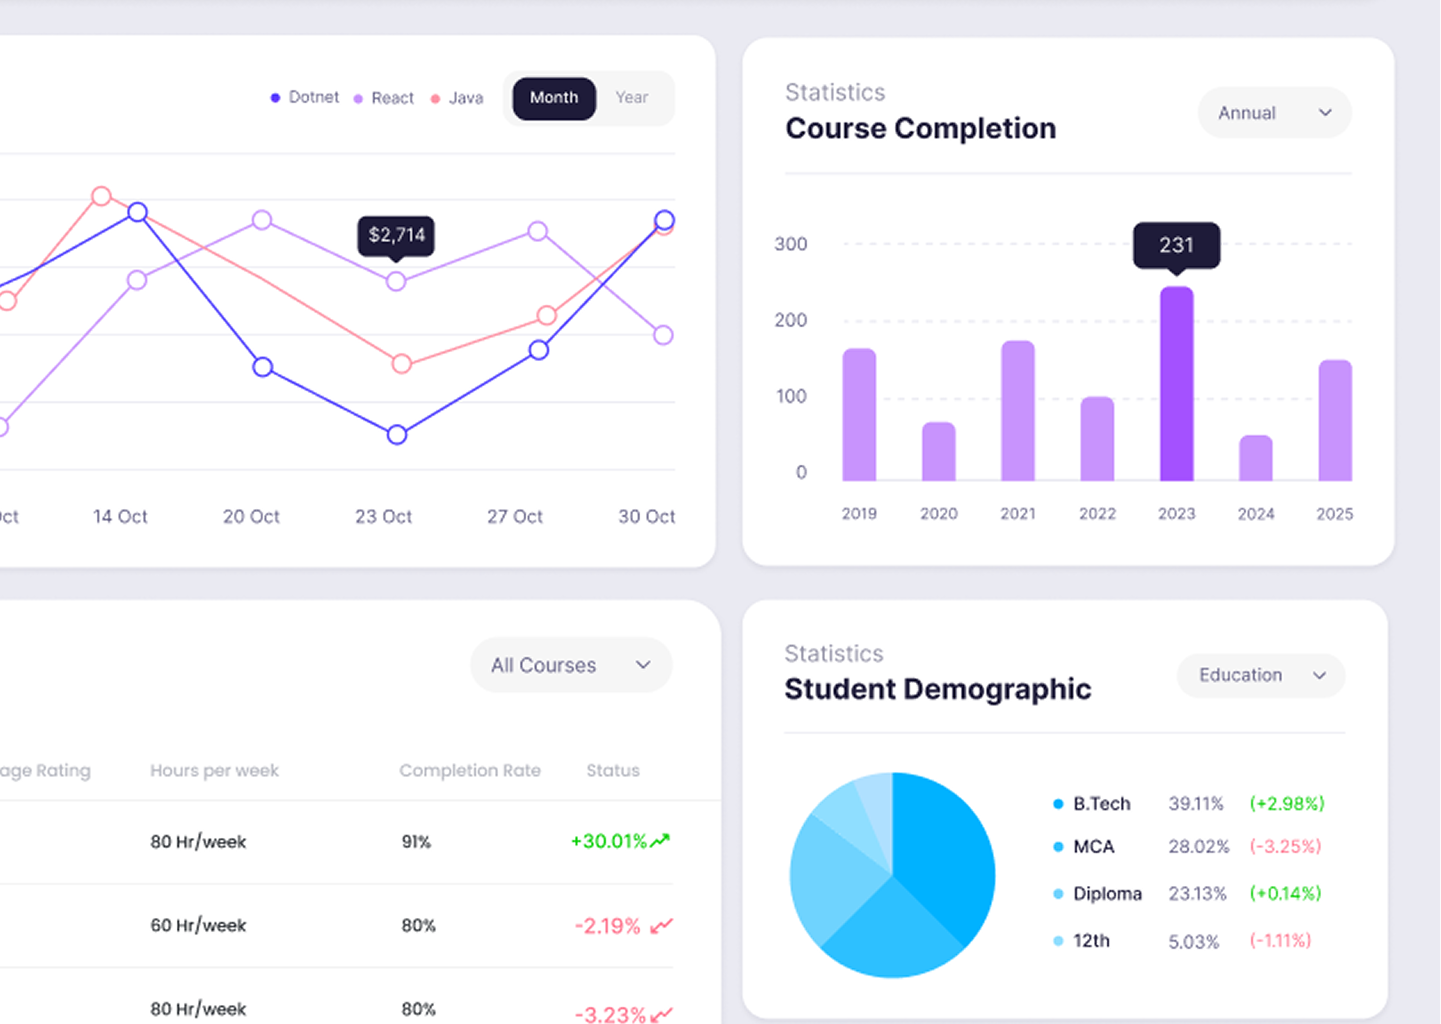 Dotnet React Java Month Year
$2,714
ct 14 Oct 20 Oct 23 Oct 27 Oct 30 Oct
Statistics
Course Completion
Annual
231
300
200
100
0
2019 2020 2021 2022 2023 2024 2025
All Courses
age Rating Hours per week Completion Rate Status
80 Hr/week 91% +30.01%
60 Hr/week 80% -2.19%
80 Hr/week 80% -3.23%
Statistics
Student Demographic
Education
B.Tech 39.11% (+2.98%)
MCA 28.02% (-3.25%)
Diploma 23.13% (+0.14%)
12th 5.03% (-1.11%)